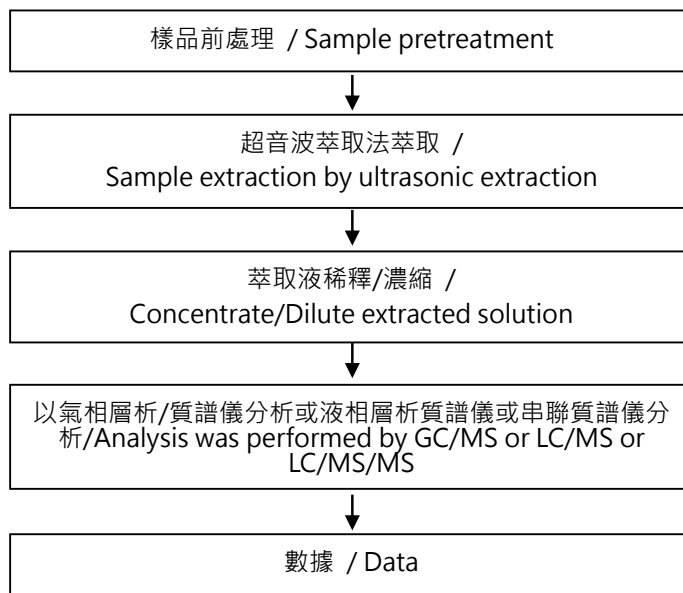 樣品前處理 / Sample pretreatment
超音波萃取法萃取 /
Sample extraction by ultrasonic extraction
萃取液稀釋/濃縮 /
Concentrate/Dilute extracted solution
以氣相層析/質譜儀分析或液相層析質譜儀或串聯質譜儀分
析/Analysis was performed by GC/MS or LC/MS or
LC/MS/MS
數據 / Data